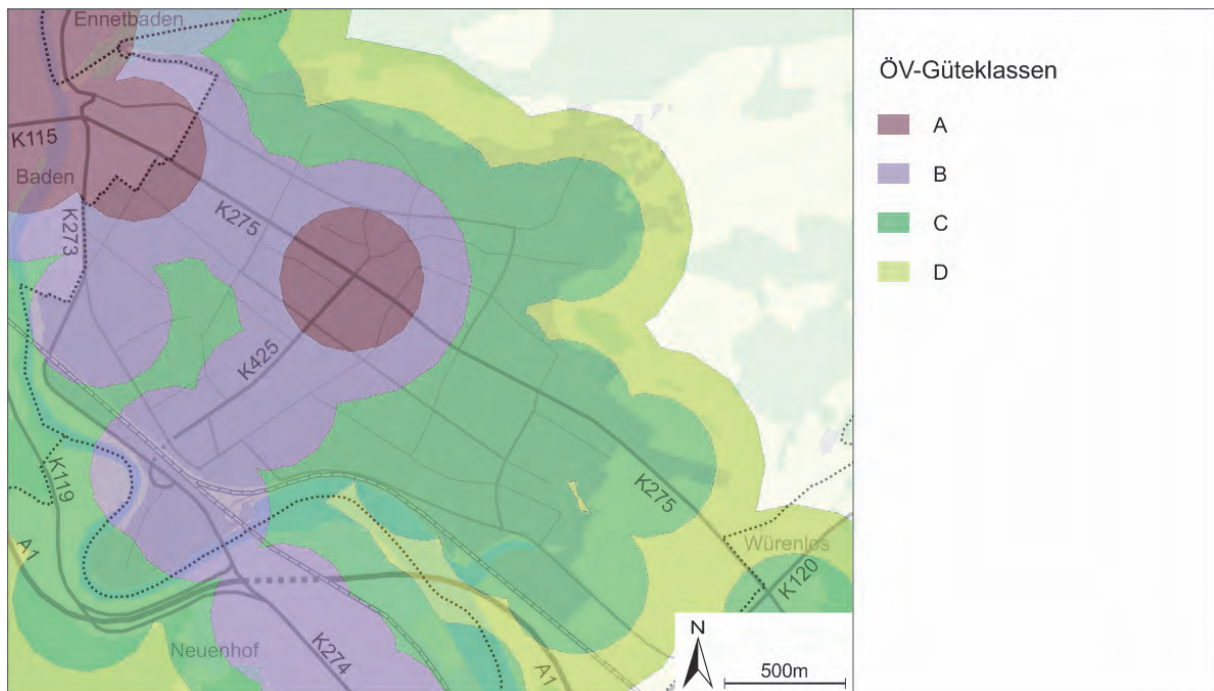 Ennetbaden
K115
Baden
K273
K275
K425
K119
A1
K275
Würenlos
K120
Neuenhof
K274
A1
N
500m
ÖV-Güteklassen
A
B
C
D